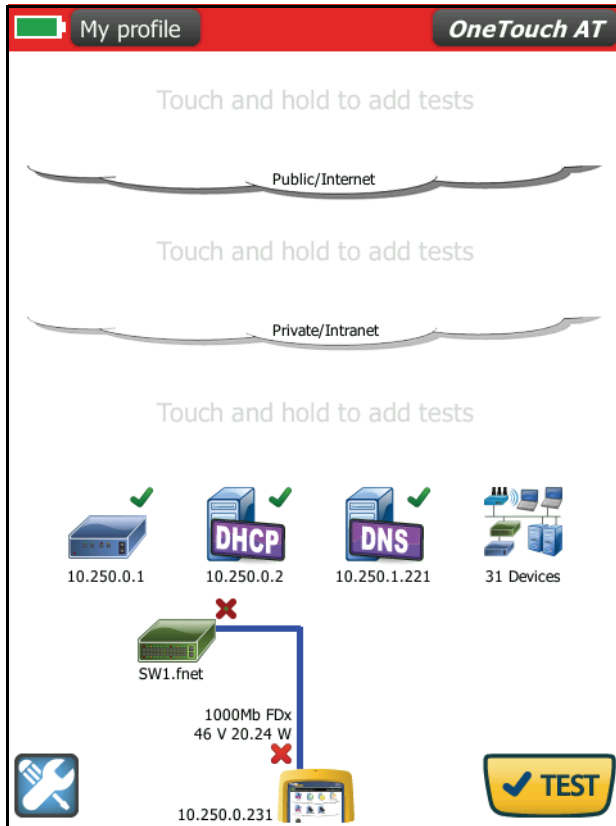 My profile
OneTouch AT
Touch and hold to add tests
Public/Internet
Touch and hold to add tests
Private/Intranet
Touch and hold to add tests
DHCP
DNS
10.250.0.1
10.250.0.2
10.250.1.221
31 Devices
SW1.fnet
1000Mb FDx
46 V 20.24 W
10.250.0.231
TEST